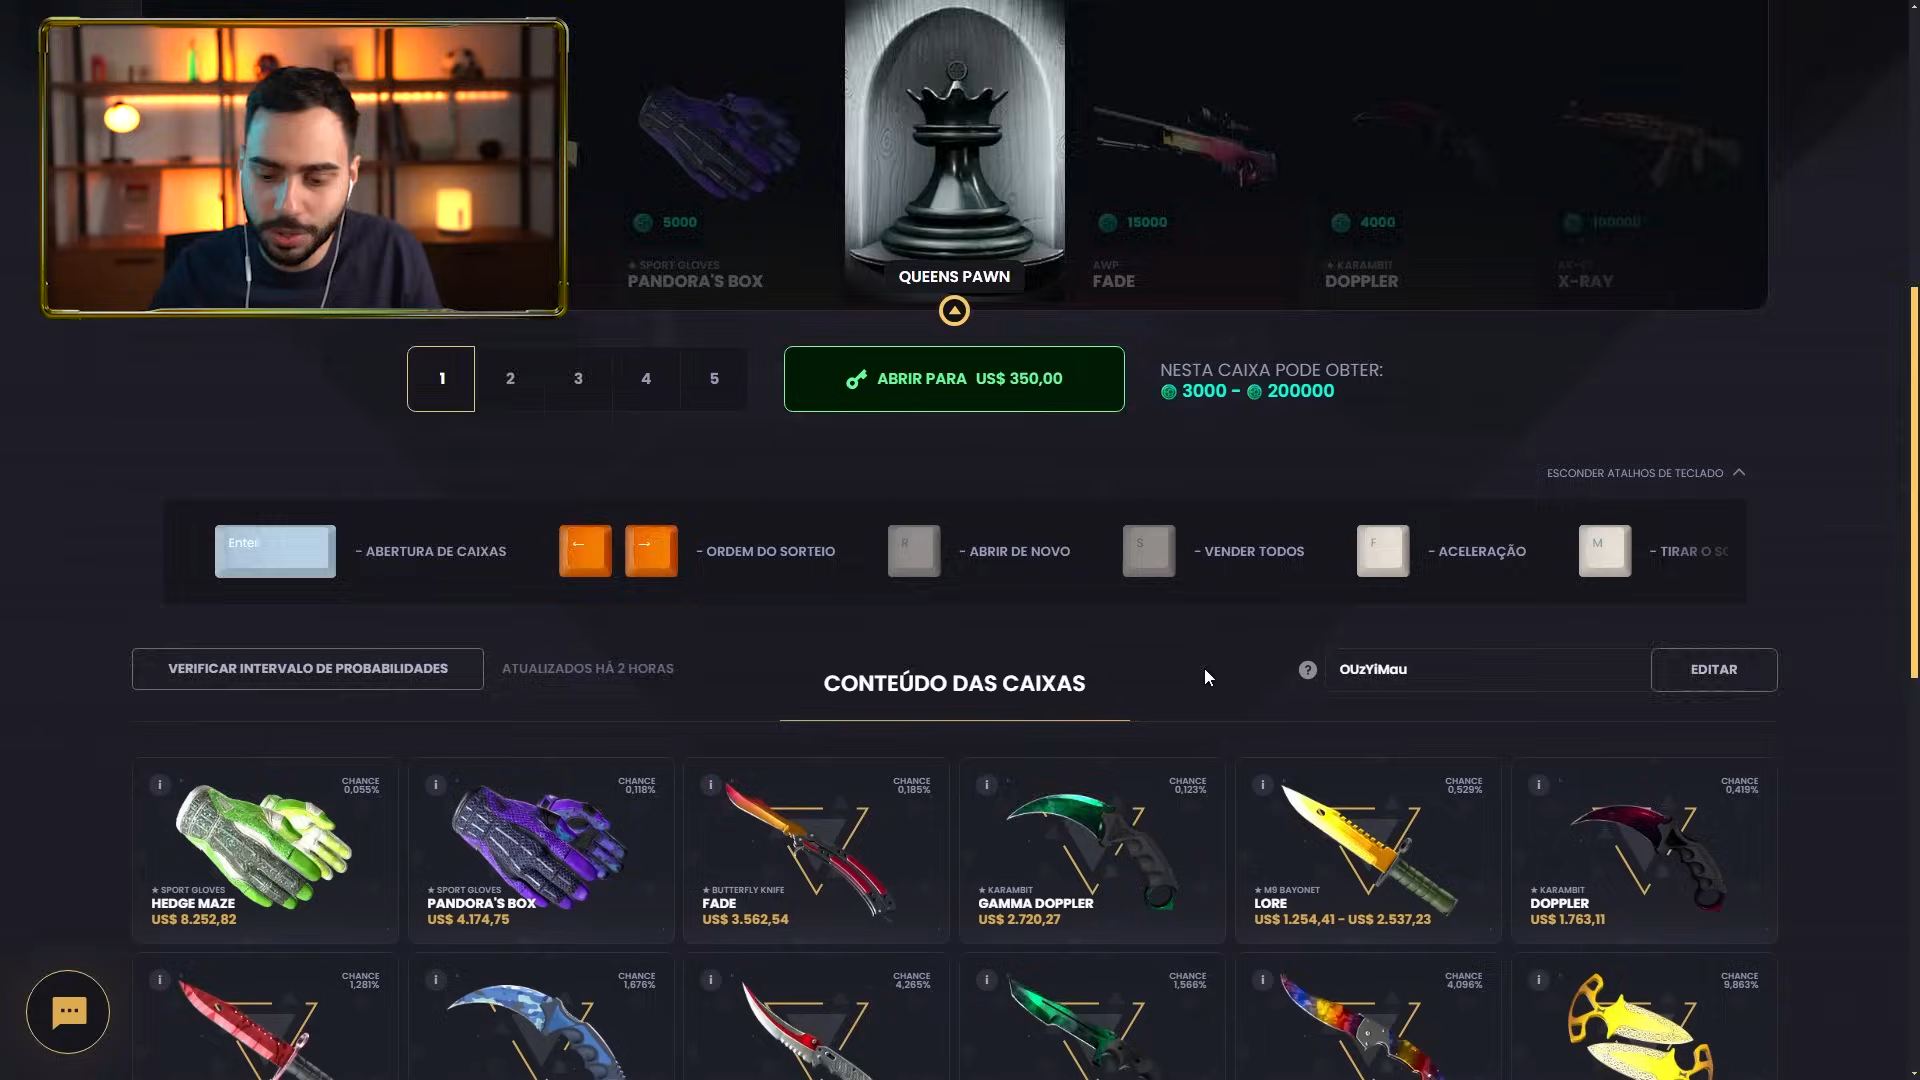 5000
★ SPORT GLOVES
PANDORA'S BOX
QUEENS PAWN
15000
AWP
FADE
4000
★ KARAMBIT
DOPPLER
100000
AK-47
X-RAY
1
2
3
4
5
ABRIR PARA US$ 350,00
NESTA CAIXA PODE OBTER:
3000 - 200000
ESCONDER ATALHOS DE TECLADO
Enter
- ABERTURA DE CAIXAS
← →
- ORDEM DO SORTEIO
R
- ABRIR DE NOVO
S
- VENDER TODOS
F
- ACELERAÇÃO
M
- TIRAR O SO
VERIFICAR INTERVALO DE PROBABILIDADES
ATUALIZADOS HÁ 2 HORAS
CONTEÚDO DAS CAIXAS
?
OUzYiMau
EDITAR
i
CHANCE
0,055%
★ SPORT GLOVES
HEDGE MAZE
US$ 8.252,82
i
CHANCE
0,118%
★ SPORT GLOVES
PANDORA'S BOX
US$ 4.174,75
i
CHANCE
0,185%
★ BUTTERFLY KNIFE
FADE
US$ 3.562,54
i
CHANCE
0,123%
★ KARAMBIT
GAMMA DOPPLER
US$ 2.720,27
i
CHANCE
0,529%
★ M9 BAYONET
LORE
US$ 1.254,41 - US$ 2.537,23
i
CHANCE
0,419%
★ KARAMBIT
DOPPLER
US$ 1.763,11
i
CHANCE
1,281%
i
CHANCE
1,676%
i
CHANCE
4,265%
i
CHANCE
1,566%
i
CHANCE
4,096%
i
CHANCE
9,863%